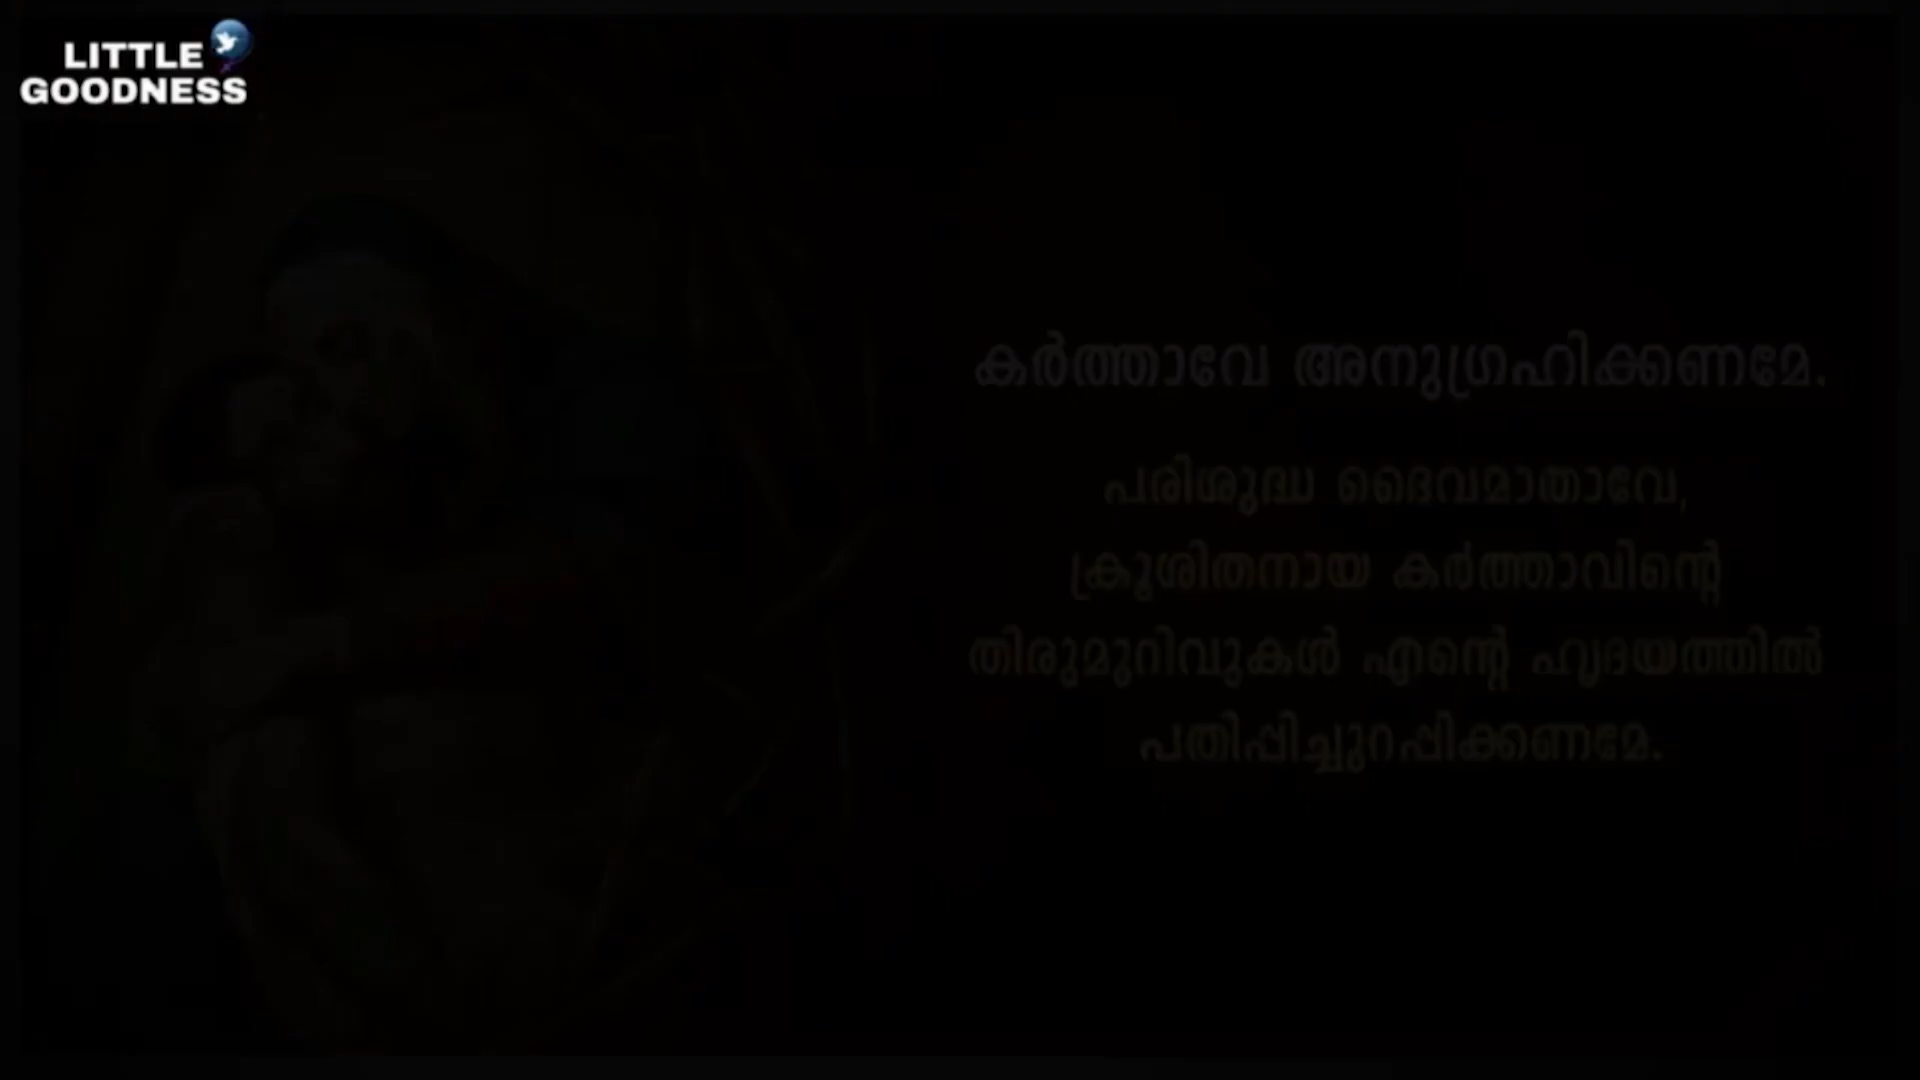 LITTLE
GOODNESS
കർത്താവേ അനുഗ്രഹിക്കണമേ.
പരിശുദ്ധ ദൈവമാതാവേ,
ക്രൂശിതനായ കർത്താവിന്റെ
തിരുമുറിവുകൾ എന്റെ ഹൃദയത്തിൽ
പതിപ്പിച്ചുറപ്പിക്കണമേ.